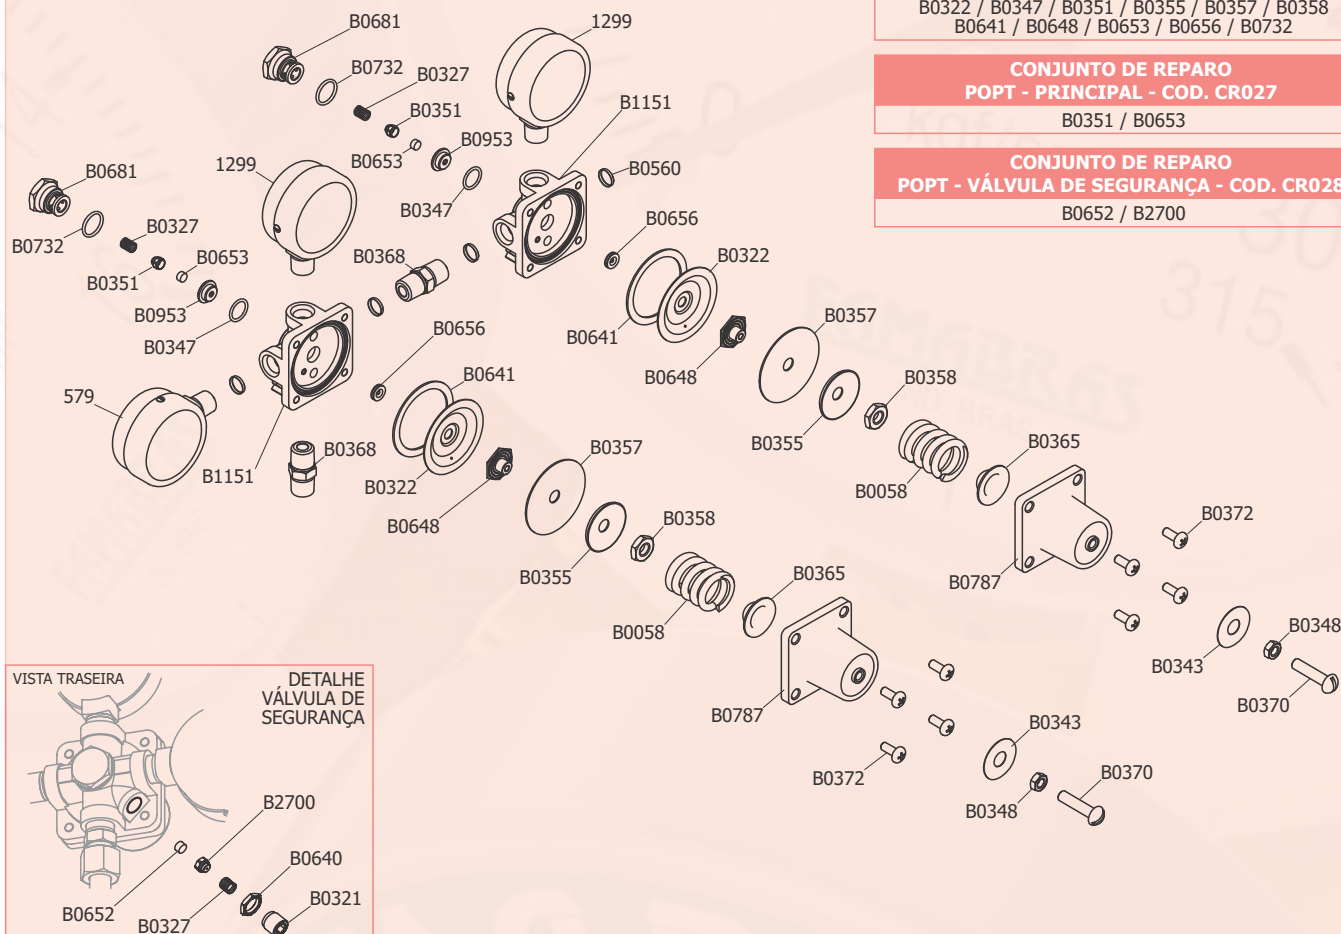 B0322 / B0347 / B0351 / B0355 / B0357 / B0358
B0641 / B0648 / B0653 / B0656 / B0732
CONJUNTO DE REPARO
POPT - PRINCIPAL - COD. CR027
B0351 / B0653
CONJUNTO DE REPARO
POPT - VÁLVULA DE SEGURANÇA - COD. CR028
B0652 / B2700
B0681
1299
B0732
B0327
B0351
B1151
B0653
B0953
B0560
B0347
B0656
B0681
1299
B0732
B0327
B0351
B0653
B0368
B0322
B0953
B0347
B0641
B0357
B0656
B0648
B0641
B0358
579
B0355
B0365
B1151
B0368
B0322
B0357
B0058
B0648
B0358
B0372
B0355
B0365
B0787
B0058
B0343
B0348
B0370
B0787
B0343
B0372
B0348
B0370
VISTA TRASEIRA
DETALHE
VÁLVULA DE
SEGURANÇA
B2700
B0640
B0321
B0652
B0327
315